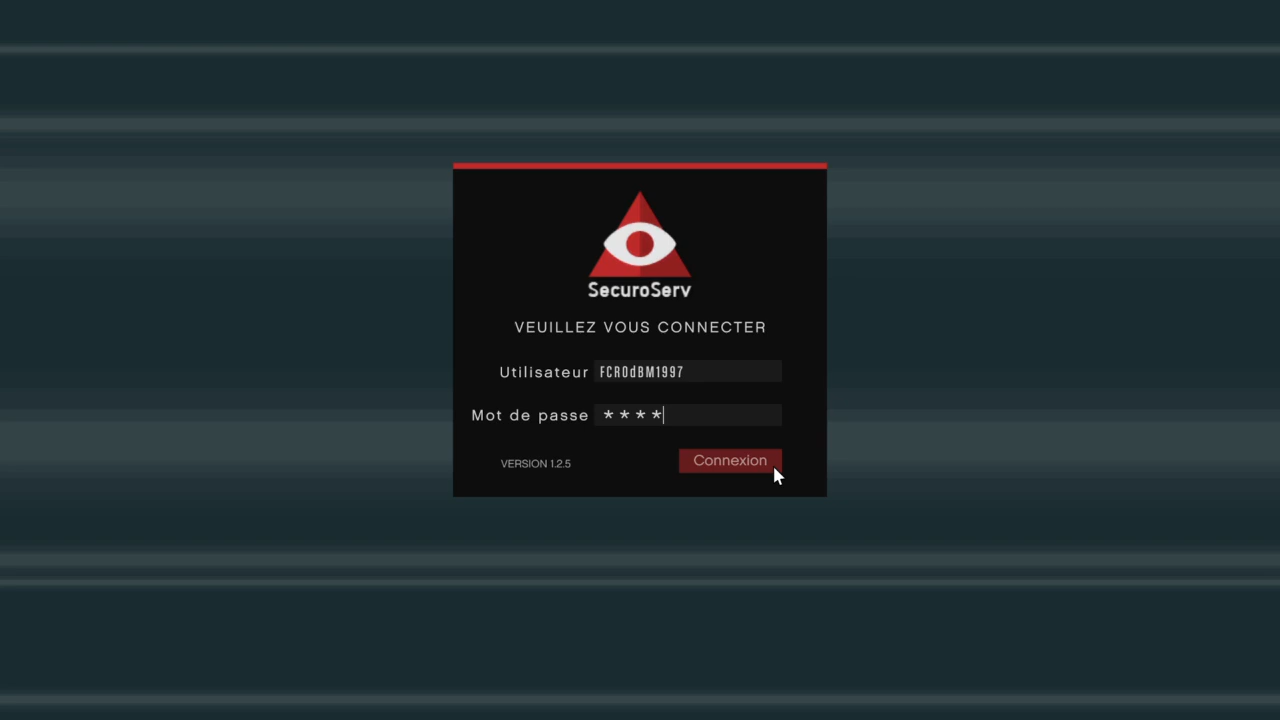 SecuroServ
VEUILLEZ VOUS CONNECTER
Utilisateur FCR0dBM1997
Mot de passe ****
VERSION 1.2.5 Connexion